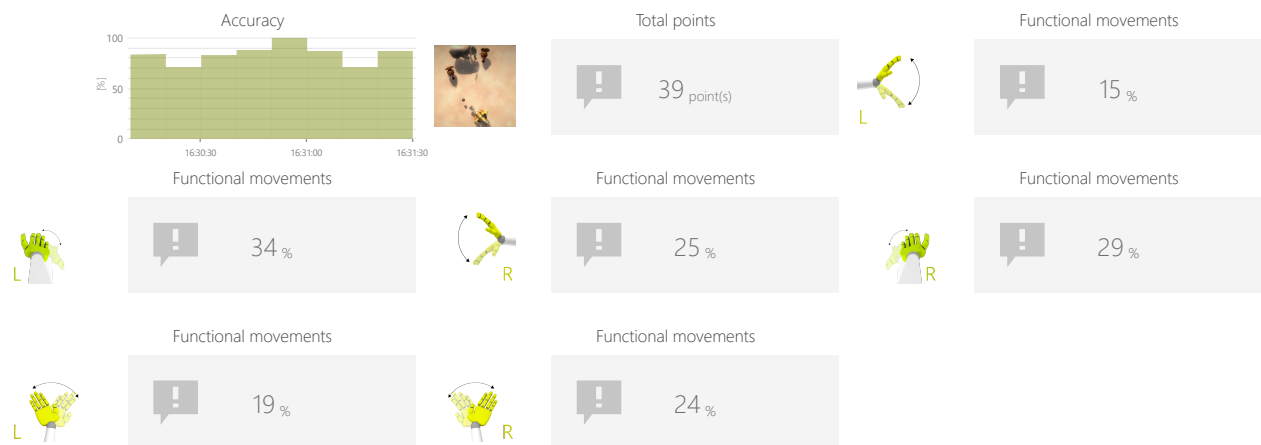 Accuracy
Total points
Functional movements
100
[%]
50
0
16:30:30
16:31:00
16:31:30
39 point(s)
L
15 %
Functional movements
Functional movements
Functional movements
L
34 %
R
25 %
R
29 %
Functional movements
Functional movements
L
19 %
R
24 %